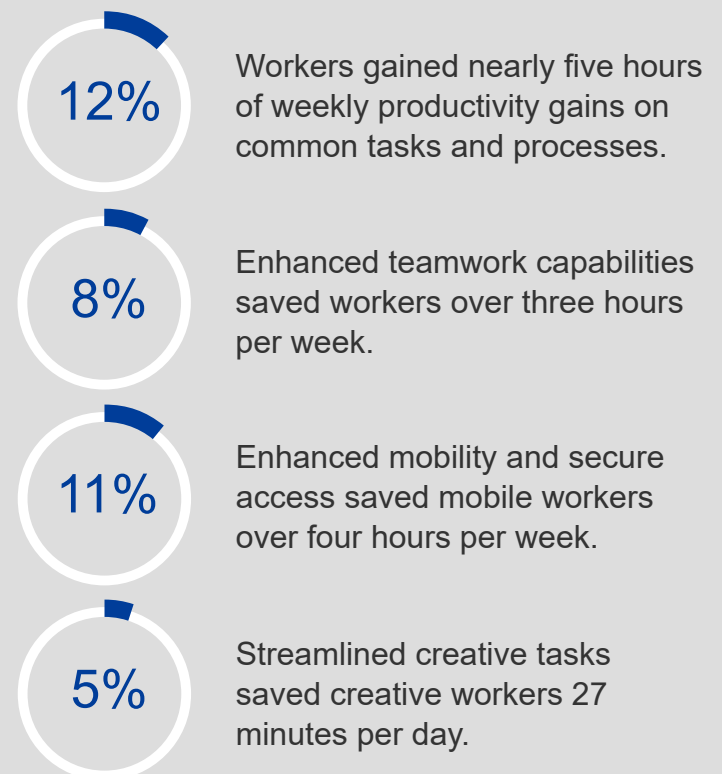 12%
Workers gained nearly five hours
of weekly productivity gains on
common tasks and processes.
8%
Enhanced teamwork capabilities
saved workers over three hours
per week.
11%
Enhanced mobility and secure
access saved mobile workers
over four hours per week.
5%
Streamlined creative tasks
saved creative workers 27
minutes per day.